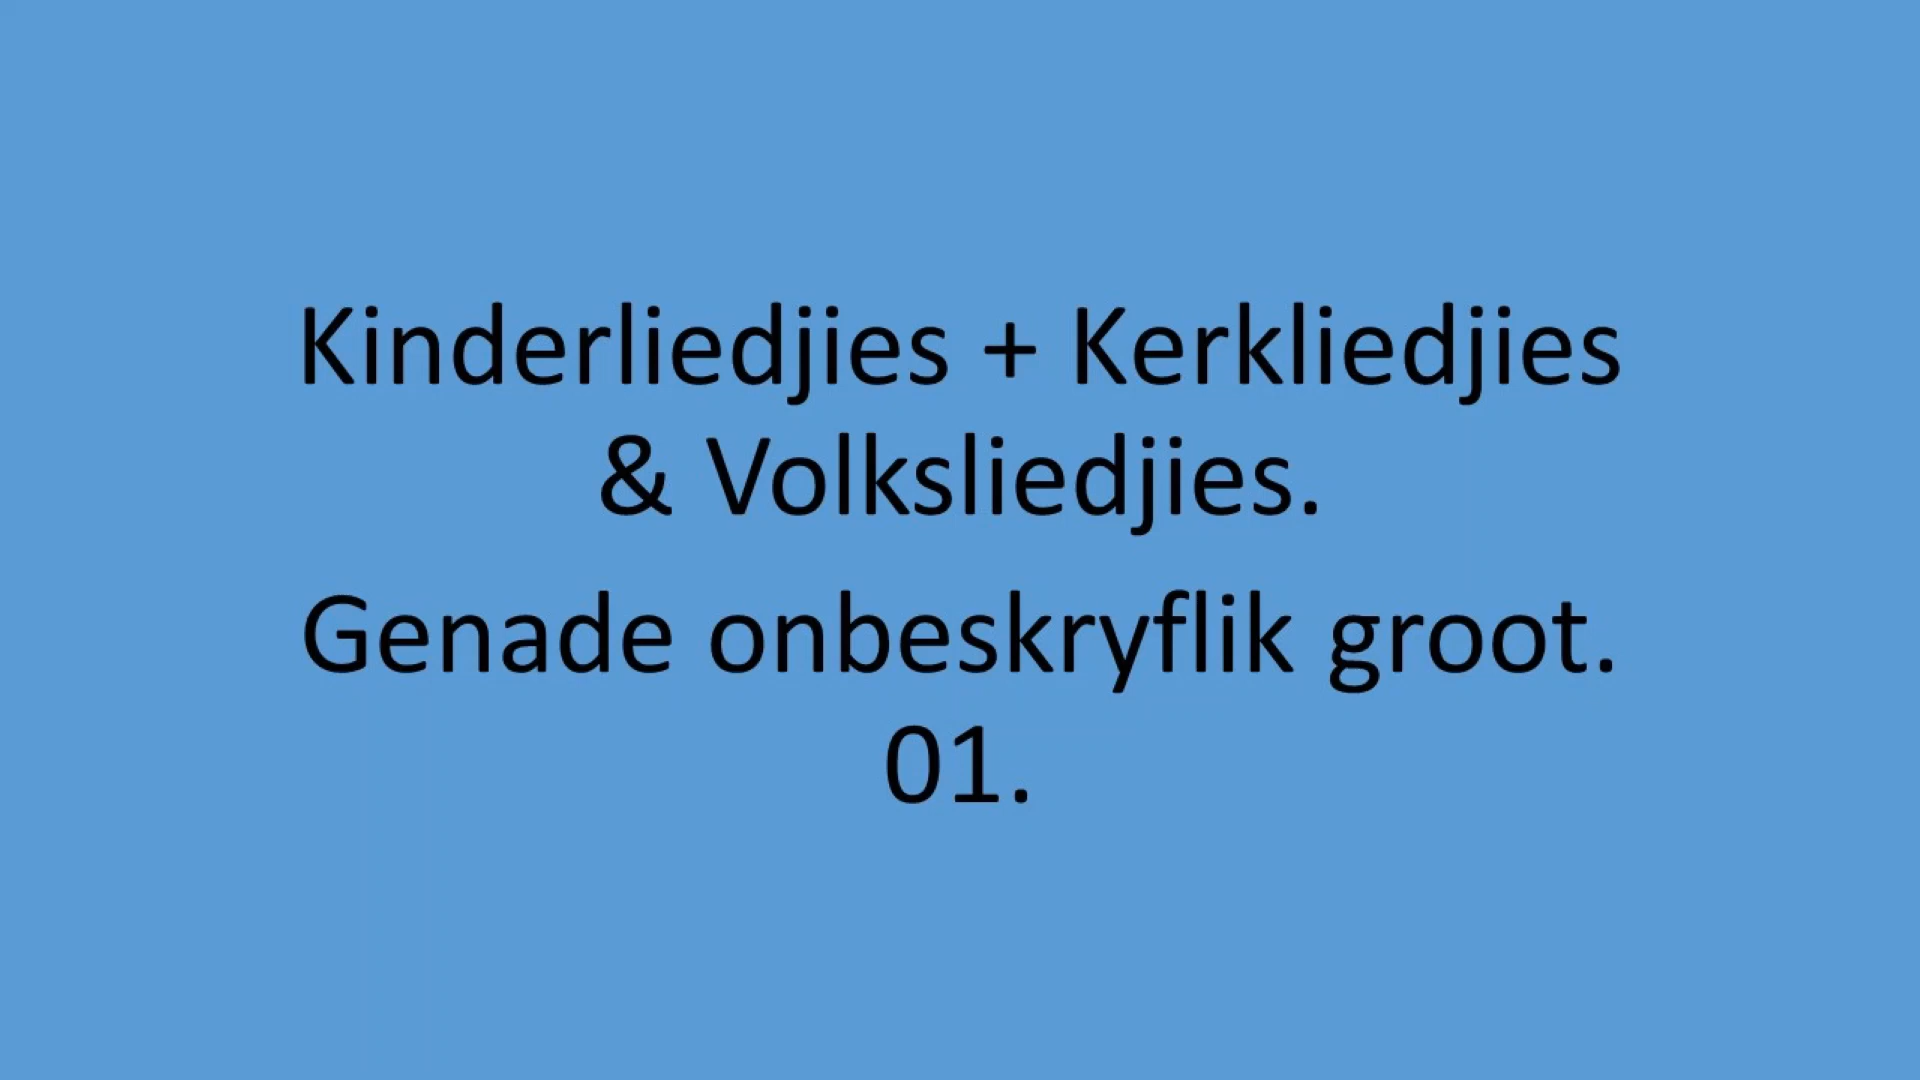 Kinderliedjies + Kerkliedjies
& Volksliedjies.
Genade onbeskryflik groot.
01.